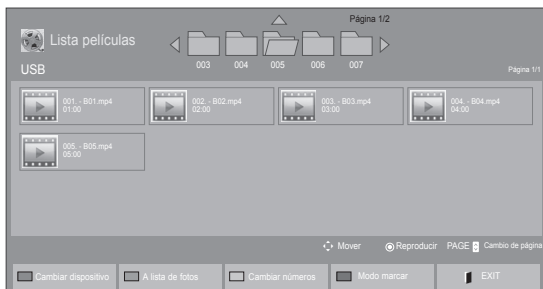 Página 1/2
Lista películas
003 004 005 006 007
USB
Página 1/1
001. - B01.mp4
01:00
002. - B02.mp4
02:00
003. - B03.mp4
03:00
004. - B04.mp4
04:00
005. - B05.mp4
05:00
Mover Reproducir PAGE Cambio de página
Cambiar dispositivo A lista de fotos Cambiar números Modo marcar EXIT